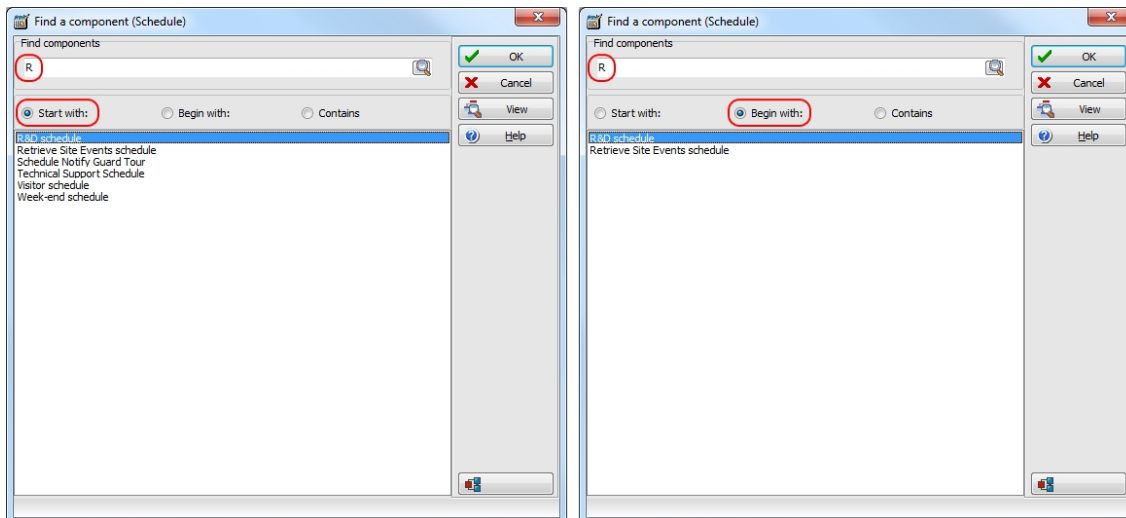 Find a component (Schedule)
Find components
R
OK
Cancel
Start with: Begin with: Contains
View
Help
R&D schedule
Retrieve Site Events schedule
Schedule Notify Guard Tour
Technical Support Schedule
Visitor schedule
Week-end schedule
Find a component (Schedule)
Find components
R
OK
Cancel
Start with: Begin with: Contains
View
Help
R&D schedule
Retrieve Site Events schedule